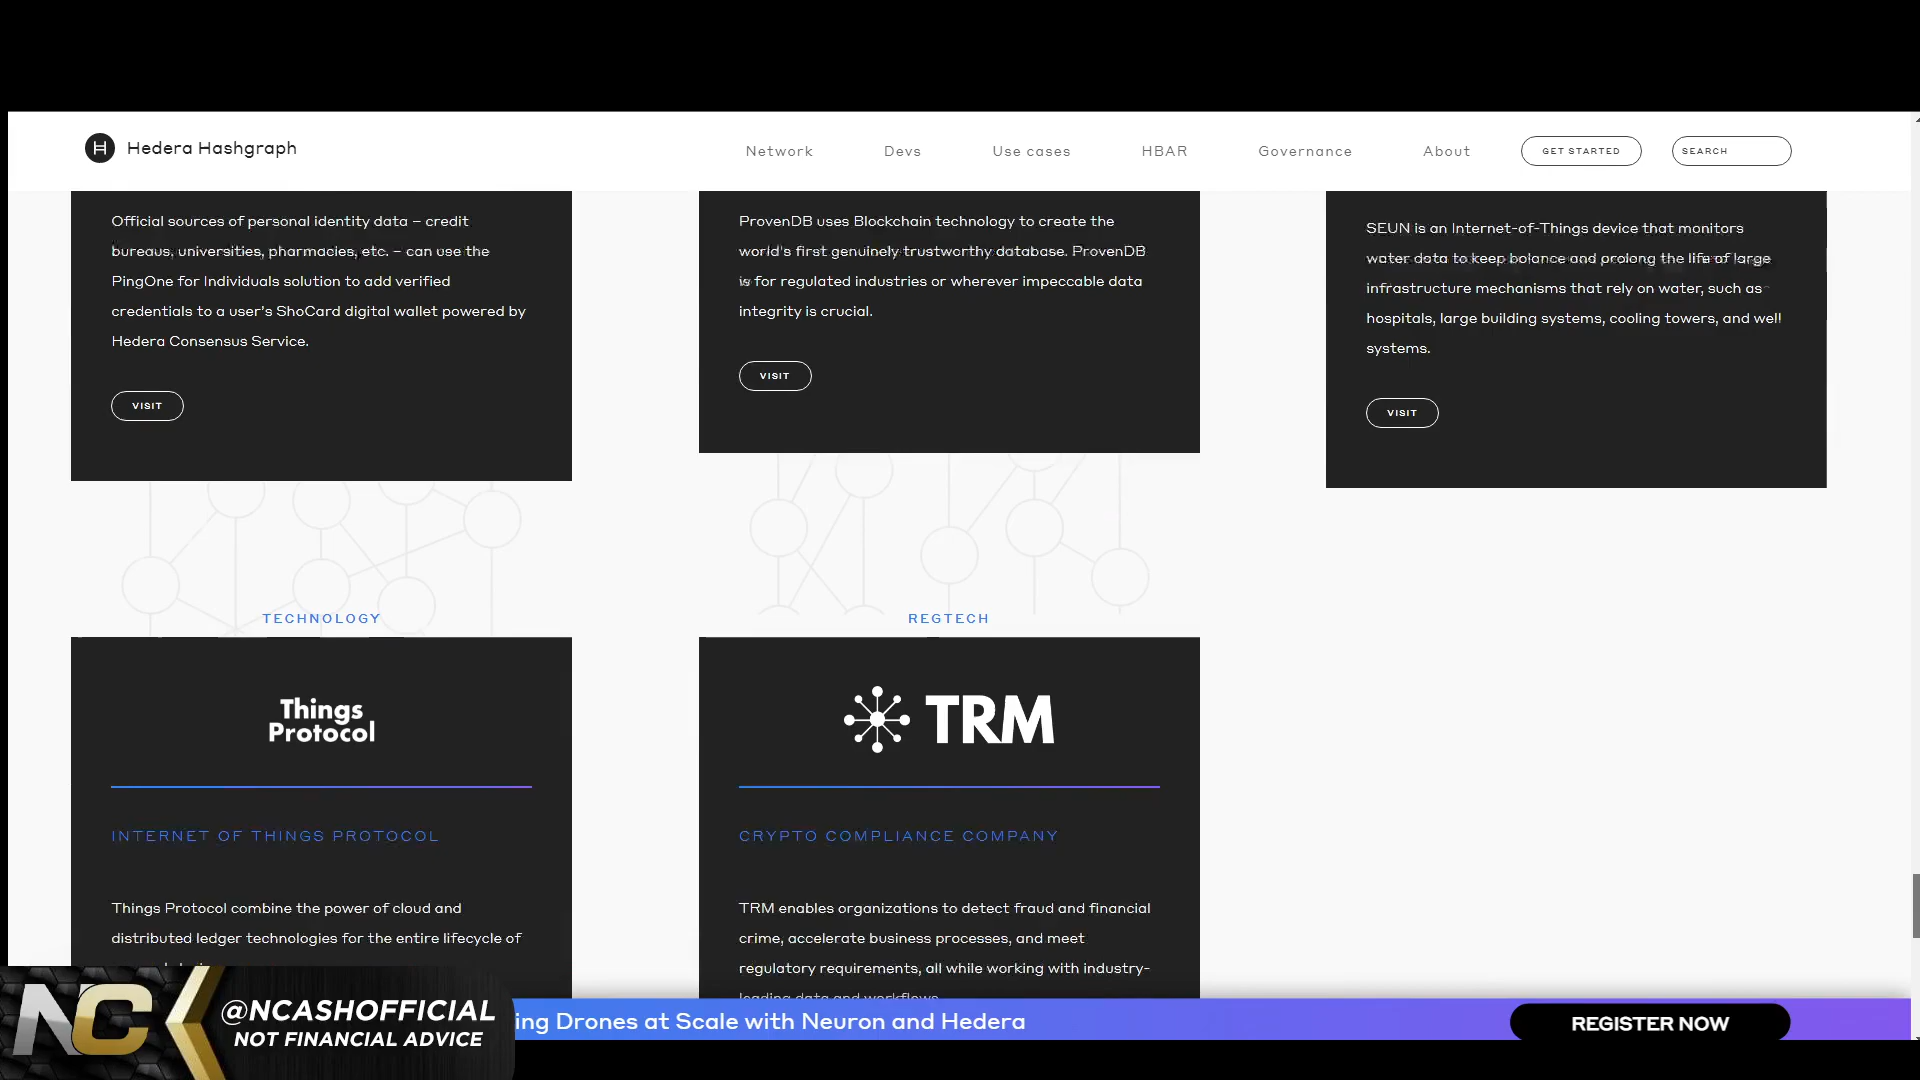 Hedera Hashgraph
Network
Devs
Use cases
HBAR
Governance
About
GET STARTED
SEARCH
Official sources of personal identity data – credit
bureaus, universities, pharmacies, etc. – can use the
PingOne for Individuals solution to add verified
credentials to a user's ShoCard digital wallet powered by
Hedera Consensus Service.
VISIT
ProvenDB uses Blockchain technology to create the
world's first genuinely trustworthy database. ProvenDB
is for regulated industries or wherever impeccable data
integrity is crucial.
VISIT
SEUN is an Internet-of-Things device that monitors
water data to keep balance and prolong the life of large
infrastructure mechanisms that rely on water, such as
hospitals, large building systems, cooling towers, and well
systems.
VISIT
TECHNOLOGY
Things
Protocol
INTERNET OF THINGS PROTOCOL
Things Protocol combine the power of cloud and
distributed ledger technologies for the entire lifecycle of
REGTECH
TRM
CRYPTO COMPLIANCE COMPANY
TRM enables organizations to detect fraud and financial
crime, accelerate business processes, and meet
regulatory requirements, all while working with industry-
leading data and workflows.
NC
@NCASHOFFICIAL
NOT FINANCIAL ADVICE
ing Drones at Scale with Neuron and Hedera
REGISTER NOW